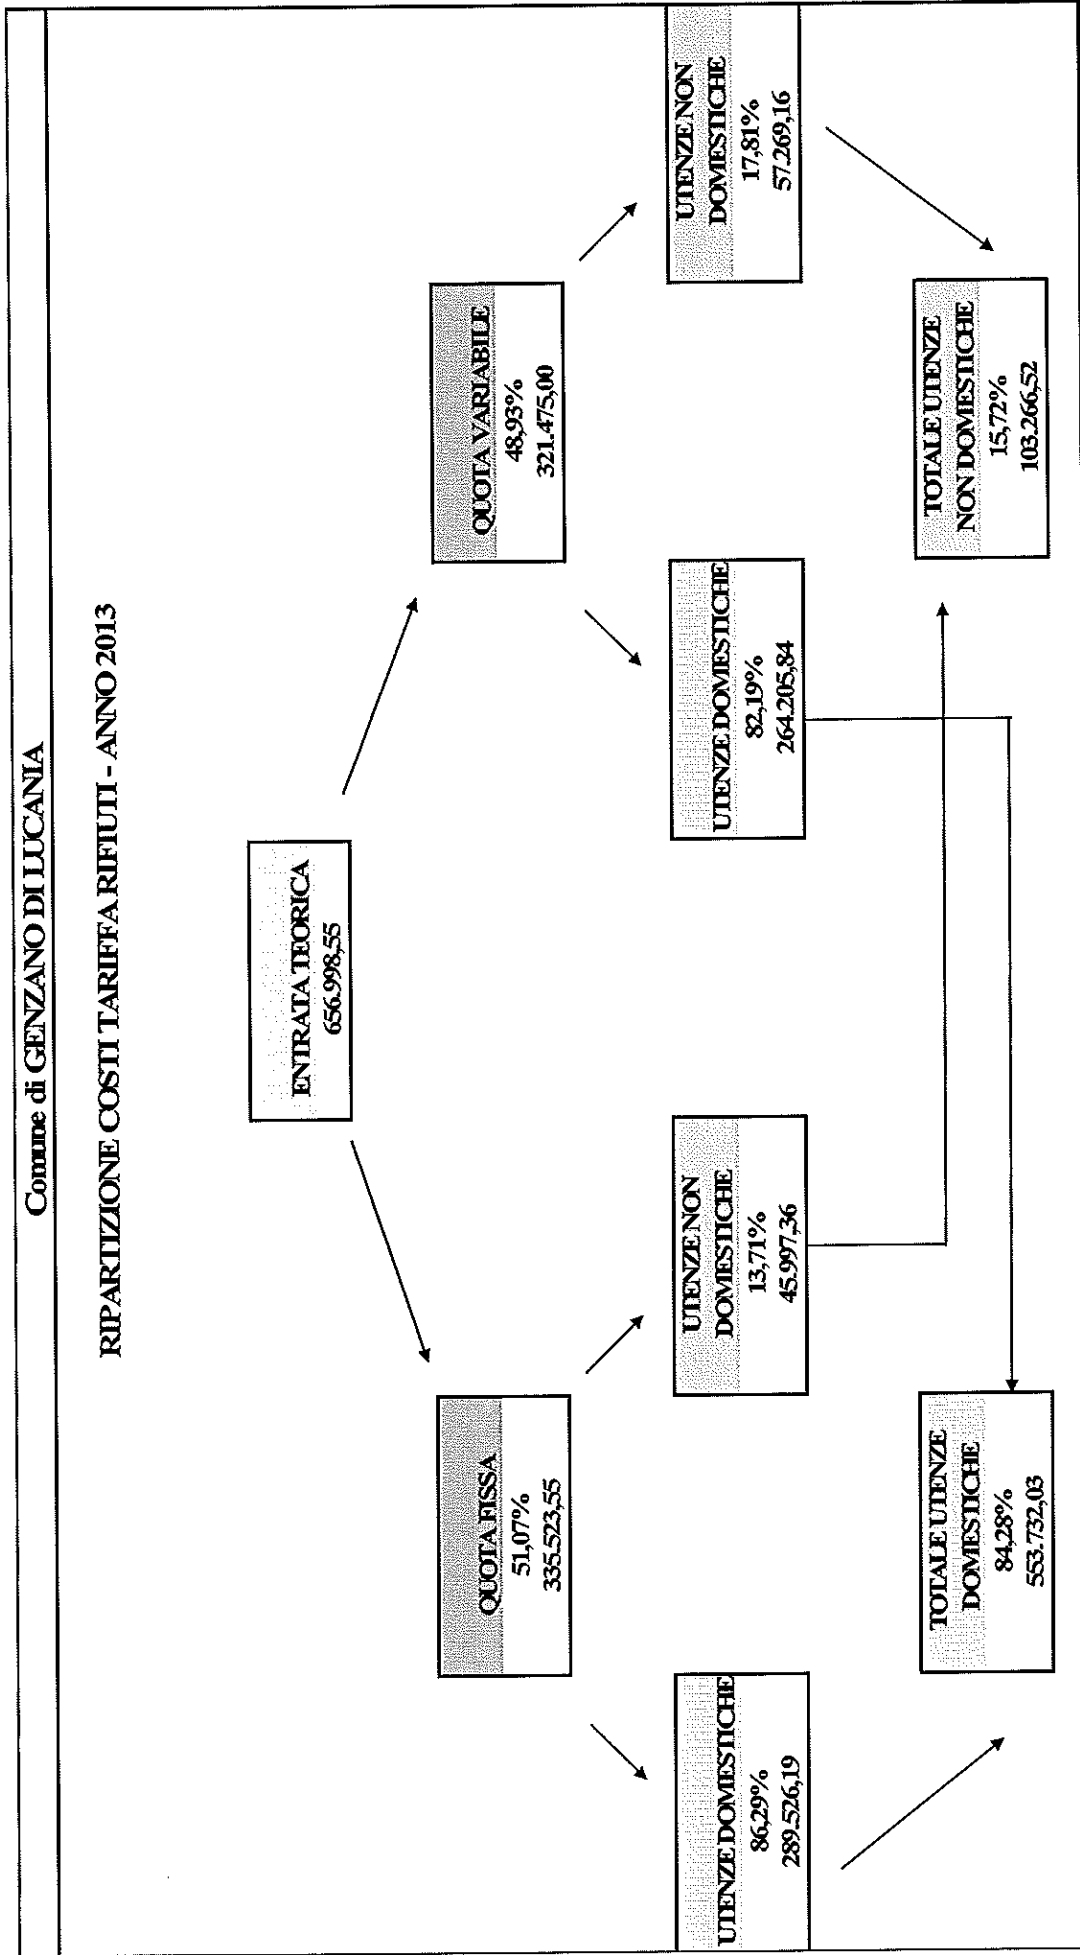 Comune di GENZANO DI LUCANIA
RIPARTIZIONE COSTI TARIFFA RIFIUTI - ANNO 2013
ENTRATA TEORICA
656.998,55
QUOTA FISSA
51,07%
335.523,55
QUOTA VARIABILE
48,93%
321.475,00
UTENZE DOMESTICHE
86,29%
289.526,19
UTENZE NON
DOMESTICHE
13,71%
45.997,36
UTENZE DOMESTICHE
82,19%
264.205,84
UTENZE NON
DOMESTICHE
17,81%
57.269,16
TOTALE UTENZE
DOMESTICHE
84,28%
553.732,03
TOTALE UTENZE
NON DOMESTICHE
15,72%
103.266,52